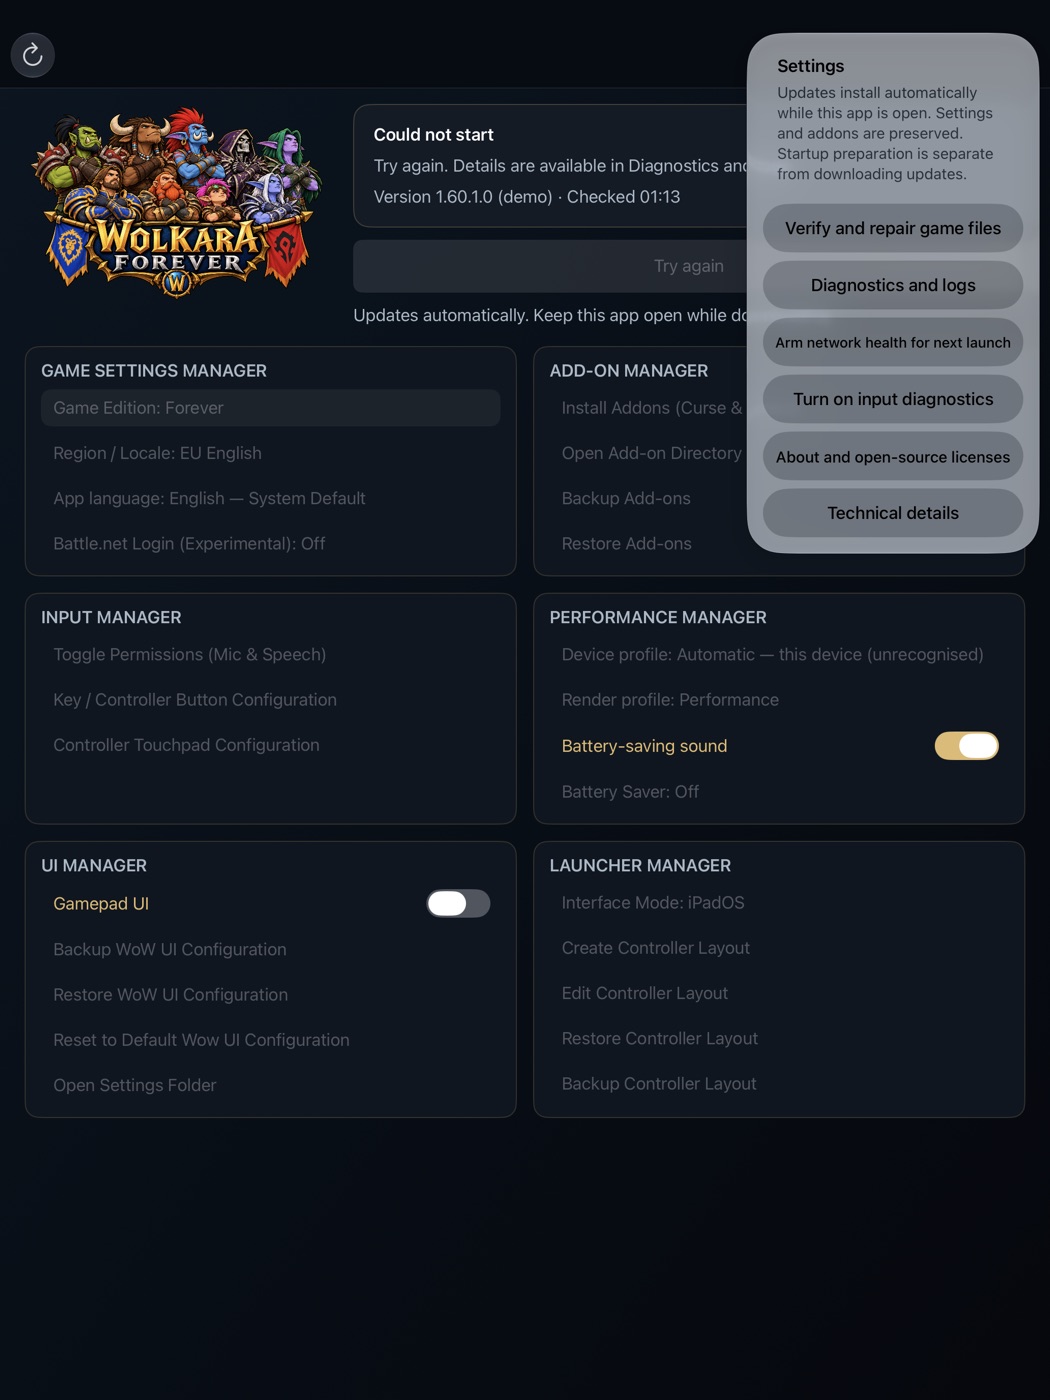 Settings
Updates install automatically
while this app is open. Settings
and addons are preserved.
Startup preparation is separate
from downloading updates.
Verify and repair game files
Diagnostics and logs
Arm network health for next launch
Turn on input diagnostics
About and open-source licenses
Technical details
WOLKARA
FOREVER
W
Could not start
Try again. Details are available in Diagnostics and
Version 1.60.1.0 (demo) · Checked 01:13
Try again
Updates automatically. Keep this app open while
GAME SETTINGS MANAGER
Game Edition: Forever
Region / Locale: EU English
App language: English — System Default
Battle.net Login (Experimental): Off
ADD-ON MANAGER
Install Addons (Curse &
Open Add-on Directory
Backup Add-ons
Restore Add-ons
INPUT MANAGER
Toggle Permissions (Mic & Speech)
Key / Controller Button Configuration
Controller Touchpad Configuration
PERFORMANCE MANAGER
Device profile: Automatic — this device (unrecognised)
Render profile: Performance
Battery-saving sound
Battery Saver: Off
UI MANAGER
Gamepad UI
Backup WoW UI Configuration
Restore WoW UI Configuration
Reset to Default Wow UI Configuration
Open Settings Folder
LAUNCHER MANAGER
Interface Mode: iPadOS
Create Controller Layout
Edit Controller Layout
Restore Controller Layout
Backup Controller Layout